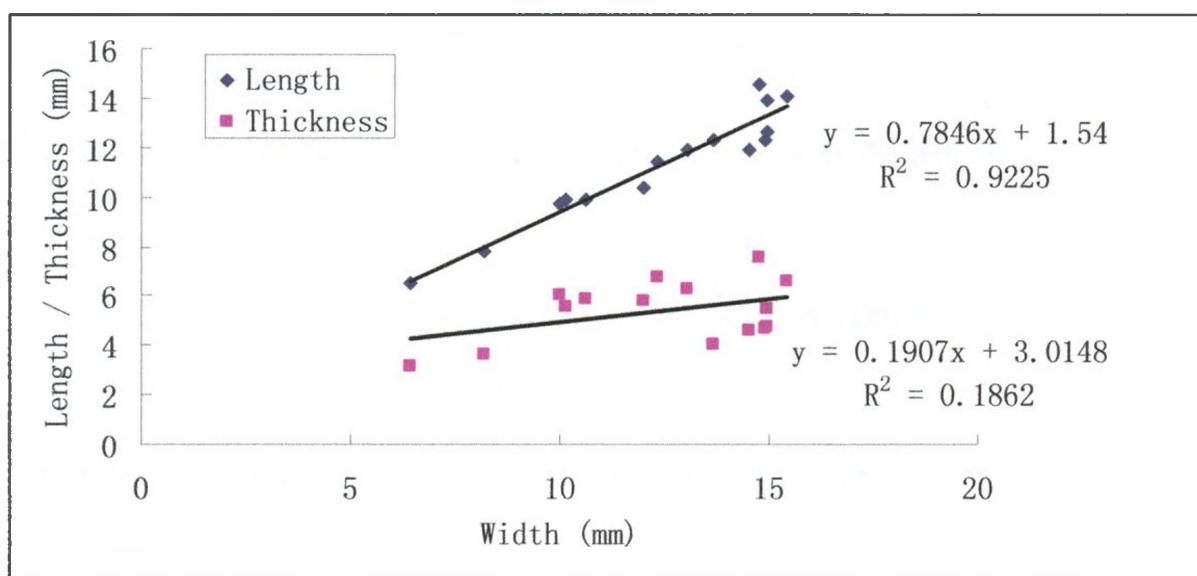 16
14
12
10
8
6
4
2
0
Length / Thickness (mm)
Length
Thickness
y = 0.7846x + 1.54
R² = 0.9225
y = 0.1907x + 3.0148
R² = 0.1862
0 5 10 15 20
Width (mm)